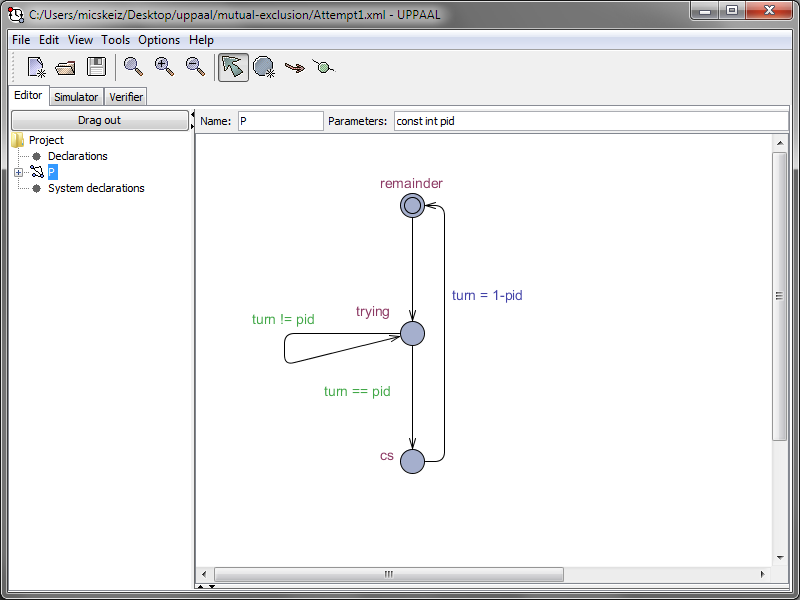 C:/Users/micskeiz/Desktop/uppaal/mutual-exclusion/Attempt1.xml - UPPAAL
File Edit View Tools Options Help
Editor Simulator Verifier
Drag out
Name: P Parameters: const int pid
Project
Declarations
P
System declarations
remainder
turn = 1-pid
trying
turn != pid
turn == pid
cs